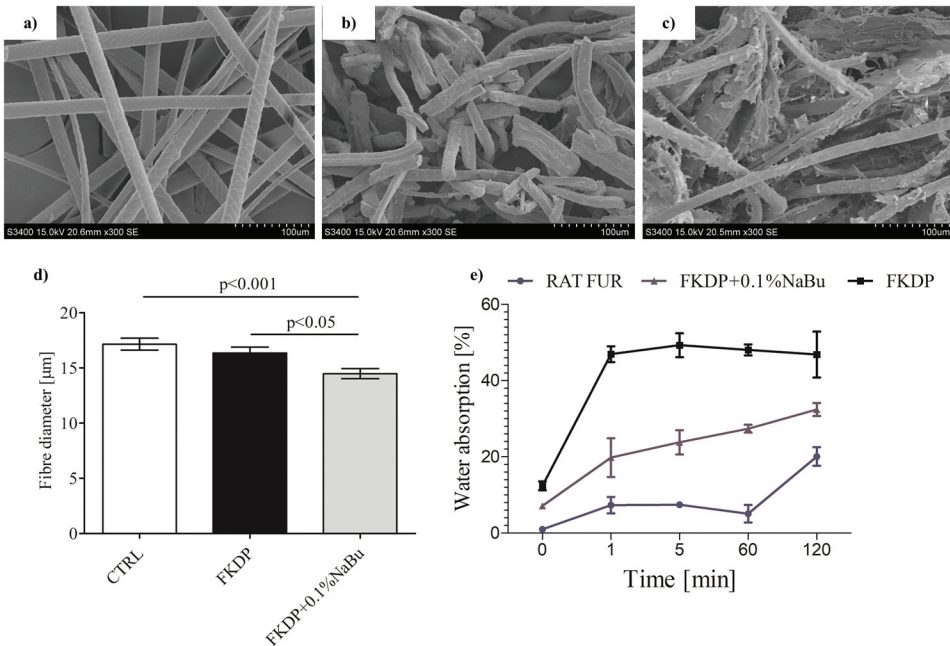 a)
b)
c)
S3400 15.0kV 20.6mm x300 SE
100um
S3400 15.0kV 20.6mm x300 SE
100um
S3400 15.0kV 20.5mm x300 SE
100um
d)
p<0.001
p<0.05
20
15
10
5
0
Fibre diameter [μm]
CTRL
FKDP
FKDP+0.1%NaBu
e)
RAT FUR
FKDP+0.1%NaBu
FKDP
60
40
20
0
Water absorption [%]
0 1 5 60 120
Time [min]